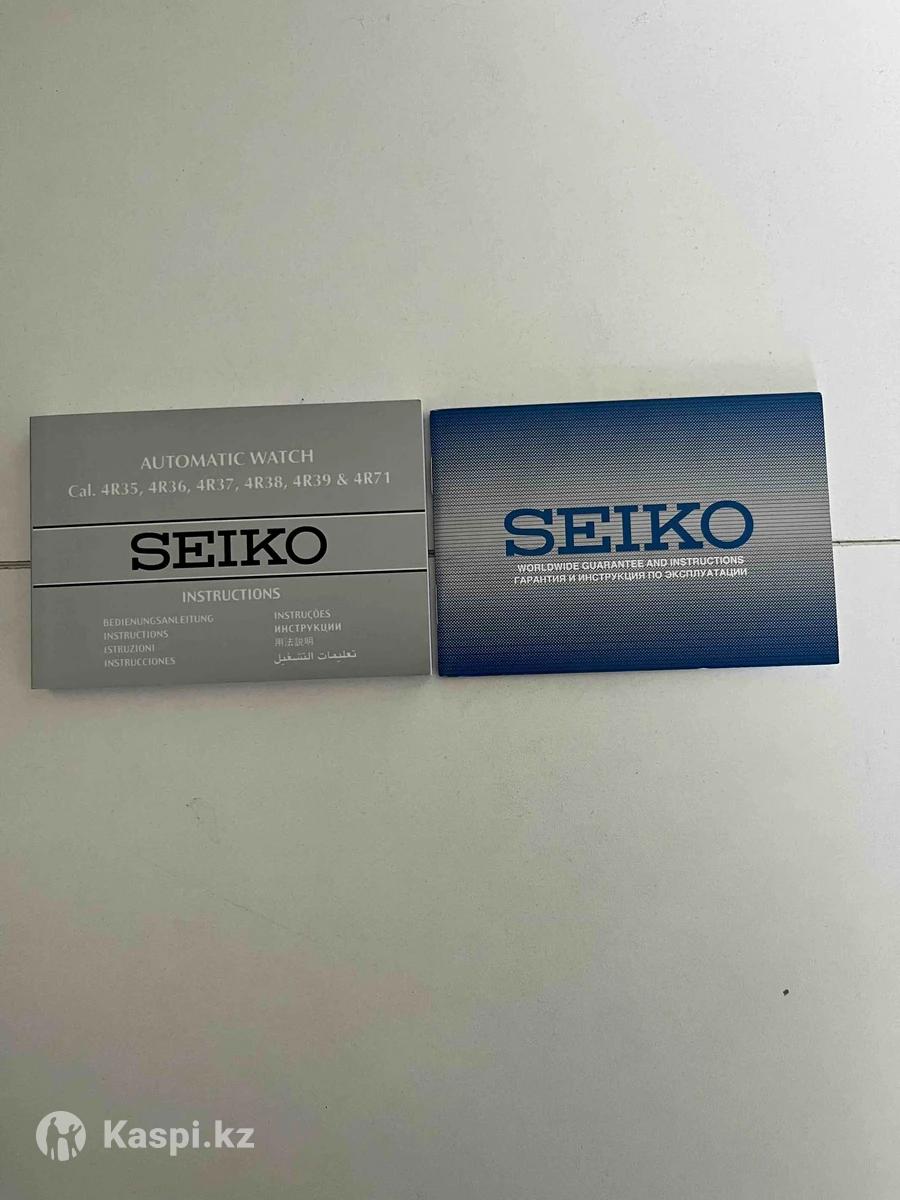 AUTOMATIC WATCH
Cal. 4R35, 4R36, 4R37, 4R38, 4R39 & 4R71
SEIKO
INSTRUCTIONS
BEDIENUNGSANLEITUNG
INSTRUCTIONS
ISTRUZIONI
INSTRUCCIONES
INSTRUÇÕES
ИНСТРУКЦИИ
用法説明
تعليمات التشغيل
SEIKO
WORLDWIDE GUARANTEE AND INSTRUCTIONS
ГАРАНТИЯ И ИНСТРУКЦИЯ ПО ЭКСПЛУАТАЦИИ
Kaspi.kz